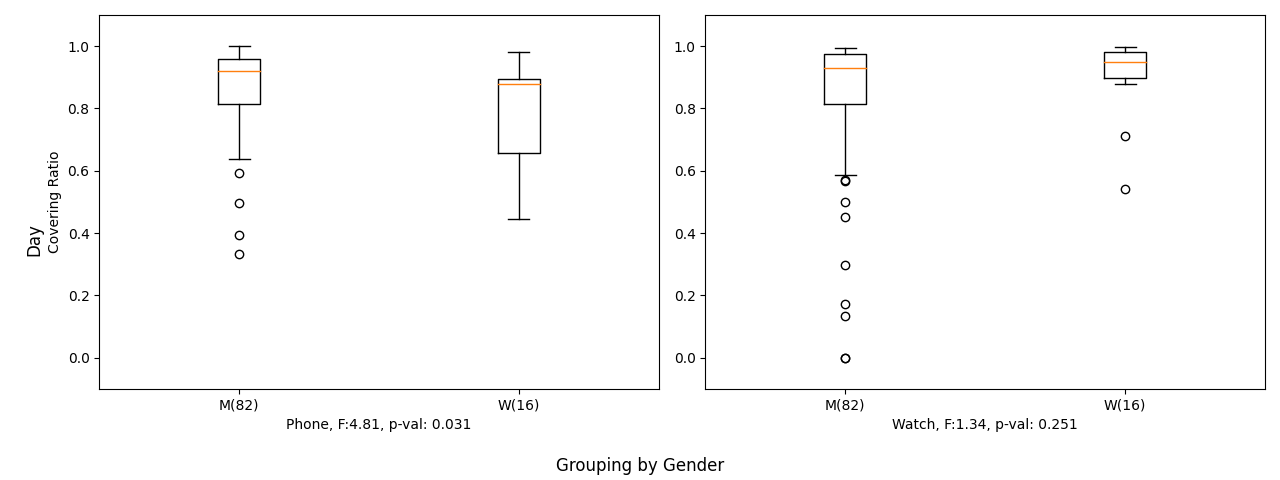 Day
Covering Ratio
1.0
0.8
0.6
0.4
0.2
0.0
M(82)
W(16)
Phone, F:4.81, p-val: 0.031
1.0
0.8
0.6
0.4
0.2
0.0
M(82)
W(16)
Watch, F:1.34, p-val: 0.251
Grouping by Gender